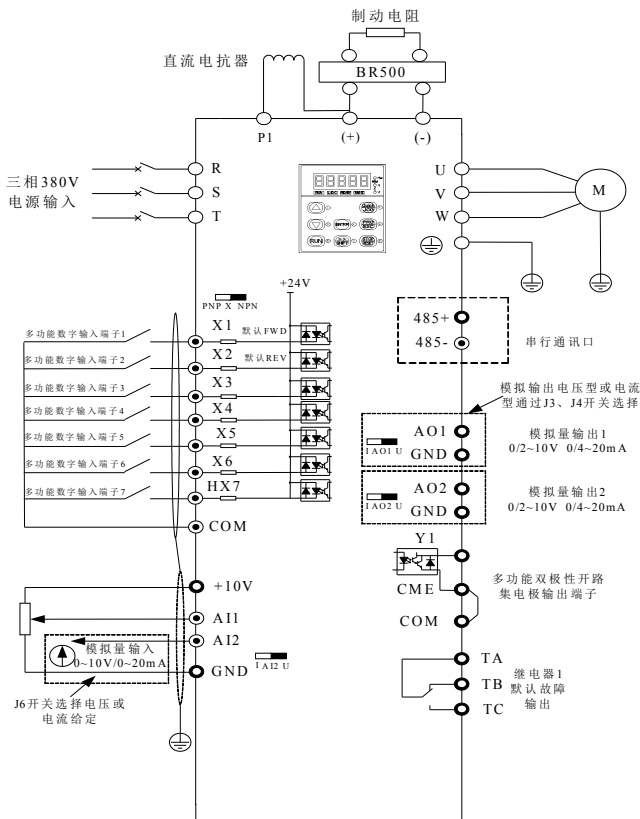 制动电阻
直流电抗器
BR500
P1
(+)
(-)
三相380V
电源输入
R
S
T
U
V
W
M
ENTER
RUN
+24V
PNP X NPN
多功能数字输入端子1
X1
默认FWD
多功能数字输入端子2
X2
默认REV
多功能数字输入端子3
X3
多功能数字输入端子4
X4
多功能数字输入端子5
X5
多功能数字输入端子6
X6
多功能数字输入端子7
HX7
COM
485+
485-
串行通讯口
模拟输出电压型或电流
型通过J3、J4开关选择
I AO1 U
AO1
GND
模拟量输出1
0/2~10V 0/4~20mA
I AO2 U
AO2
GND
模拟量输出2
0/2~10V 0/4~20mA
Y1
CME
COM
多功能双极性开路
集电极输出端子
+10V
AI1
AI2
GND
I AI2 U
模拟量输入
0~10V/0~20mA
J6开关选择电压或
电流给定
TA
TB
TC
继电器1
默认故障
输出